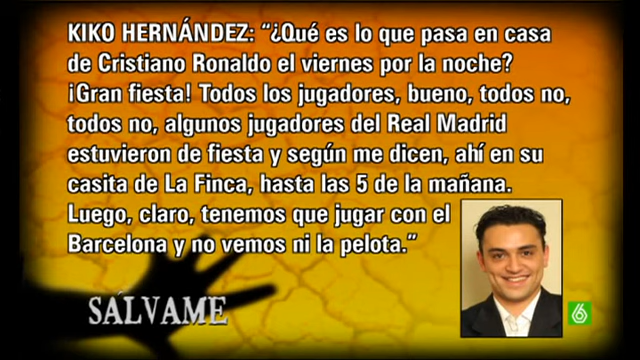 KIKO HERNÁNDEZ: “¿Qué es lo que pasa en casa
de Cristiano Ronaldo el viernes por la noche?
¡Gran fiesta! Todos los jugadores, bueno, todos no,
todos no, algunos jugadores del Real Madrid
estuvieron de fiesta y según me dicen, ahí en su
casita de La Finca, hasta las 5 de la mañana.
Luego, claro, tenemos que jugar con el
Barcelona y no vemos ni la pelota.”
SÁLVAME
6